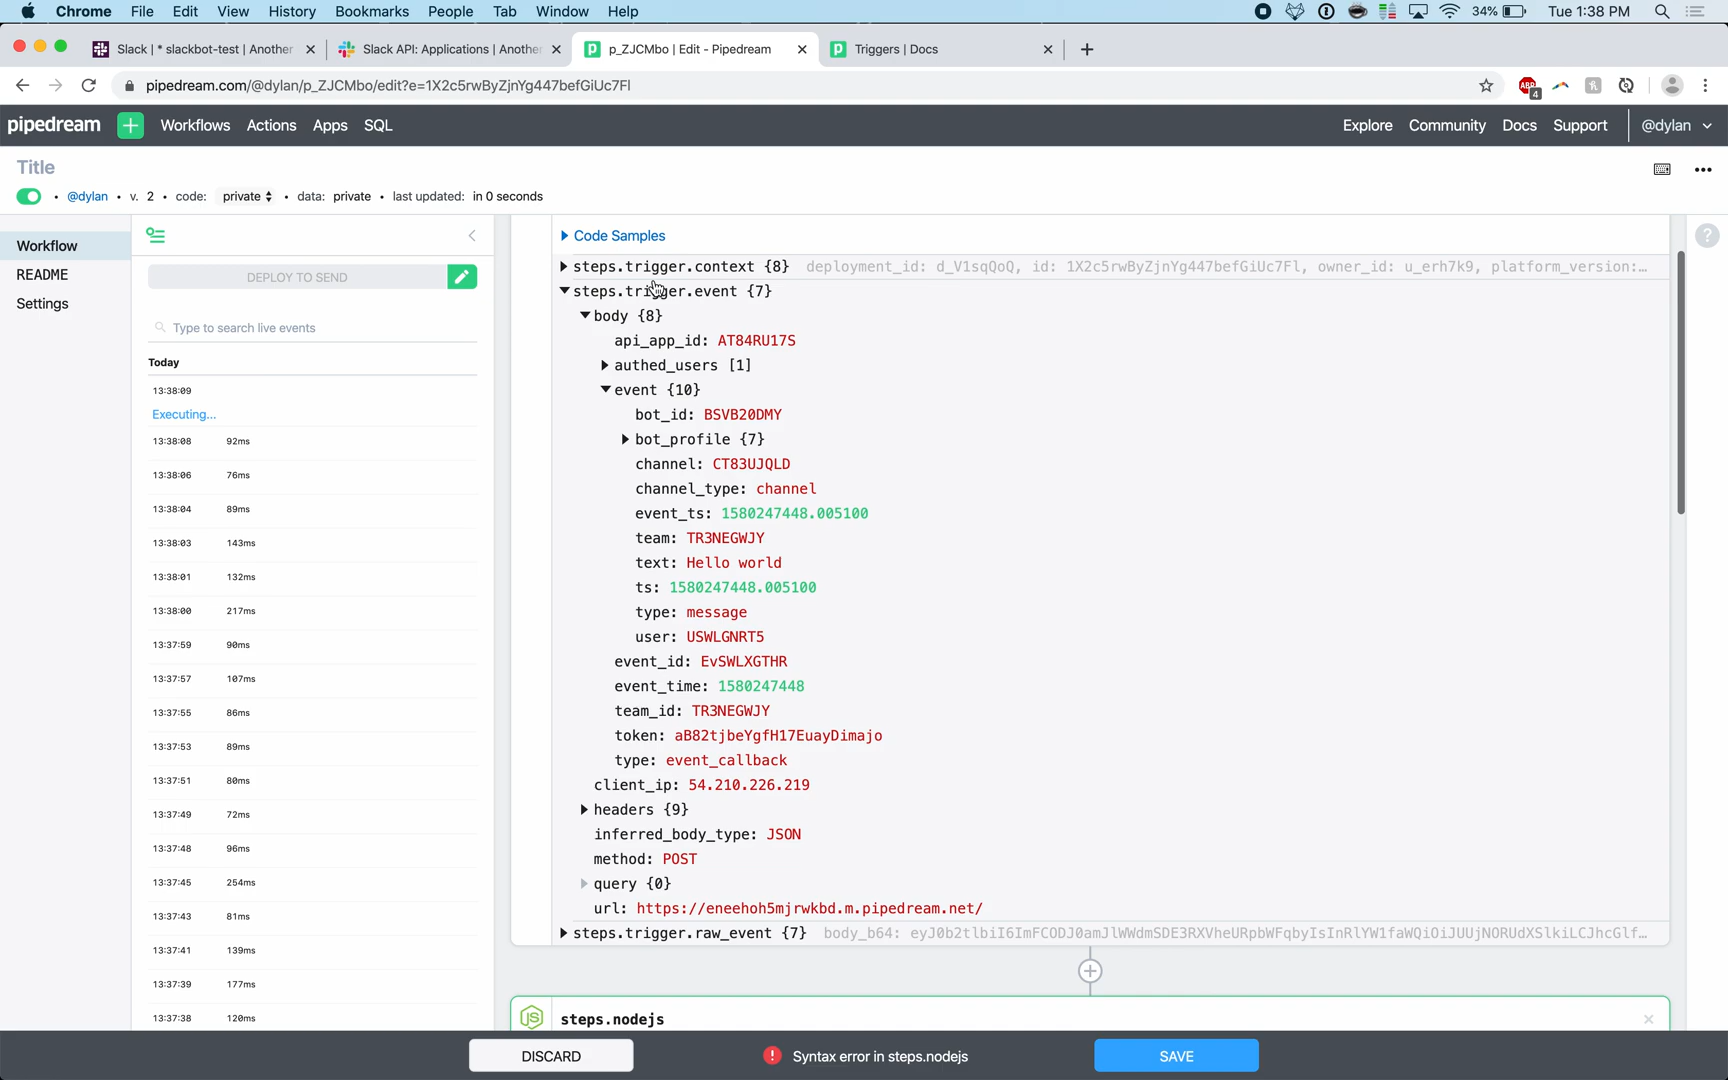 Chrome File Edit View History Bookmarks People Tab Window Help 34% Tue 1:38 PM
Slack | * slackbot-test | Another Slack API: Applications | Anothe p_ZJCMbo | Edit - Pipedream Triggers | Docs
pipedream.com/@dylan/p_ZJCMbo/edit?e=1X2c5rwByZjnYg447befGiUc7Fl ABP 4
pipedream + Workflows Actions Apps SQL Explore Community Docs Support @dylan
Title
• @dylan • v. 2 • code: private • data: private • last updated: in 0 seconds
Workflow
README
Settings
DEPLOY TO SEND
Type to search live events
Today
13:38:09
Executing...
13:38:08 92ms
13:38:06 76ms
13:38:04 89ms
13:38:03 143ms
13:38:01 132ms
13:38:00 217ms
13:37:59 90ms
13:37:57 107ms
13:37:55 86ms
13:37:53 89ms
13:37:51 80ms
13:37:49 72ms
13:37:48 96ms
13:37:45 254ms
13:37:43 81ms
13:37:41 139ms
13:37:39 177ms
13:37:38 120ms
Code Samples
steps.trigger.context {8} deployment_id: d_V1sqQoQ, id: 1X2c5rwByZjnYg447befGiUc7Fl, owner_id: u_erh7k9, platform_version:…
steps.trigger.event {7}
body {8}
api_app_id: AT84RU17S
authed_users [1]
event {10}
bot_id: BSVB20DMY
bot_profile {7}
channel: CT83UJQLD
channel_type: channel
event_ts: 1580247448.005100
team: TR3NEGWJY
text: Hello world
ts: 1580247448.005100
type: message
user: USWLGNRT5
event_id: EvSWLXGTHR
event_time: 1580247448
team_id: TR3NEGWJY
token: aB82tjbeYgfH17EuayDimajo
type: event_callback
client_ip: 54.210.226.219
headers {9}
inferred_body_type: JSON
method: POST
query {0}
url: https://eneehoh5mjrwkbd.m.pipedream.net/
steps.trigger.raw_event {7} body_b64: eyJ0b2tlbiI6ImFCODJ0amJlWWdmSDE3RXVheURpbWFqbyIsInRlYW1faWQiOiJUUjNORUdXSlkiLCJhcGlf…
JS steps.nodejs
DISCARD ! Syntax error in steps.nodejs SAVE
?